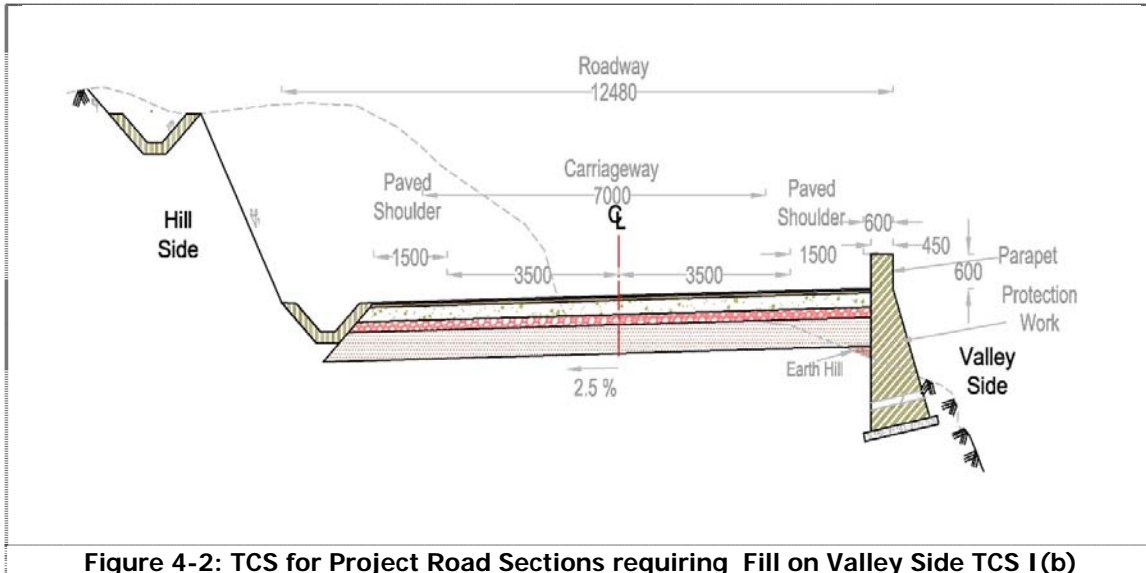 Roadway
12480
Carriageway
7000
Paved
Shoulder
Paved
Shoulder
600
CL
1500
3500
3500
1500
450
600
Parapet
Protection
Work
Hill
Side
Valley
Side
Earth Hill
2.5 %
Figure 4-2: TCS for Project Road Sections requiring Fill on Valley Side TCS I(b)